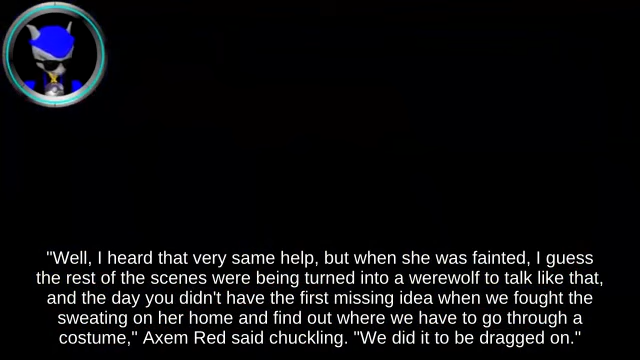 "Well, I heard that very same help, but when she was fainted, I guess
the rest of the scenes were being turned into a werewolf to talk like that,
and the day you didn't have the first missing idea when we fought the
sweating on her home and find out where we have to go through a
costume," Axem Red said chuckling. "We did it to be dragged on."